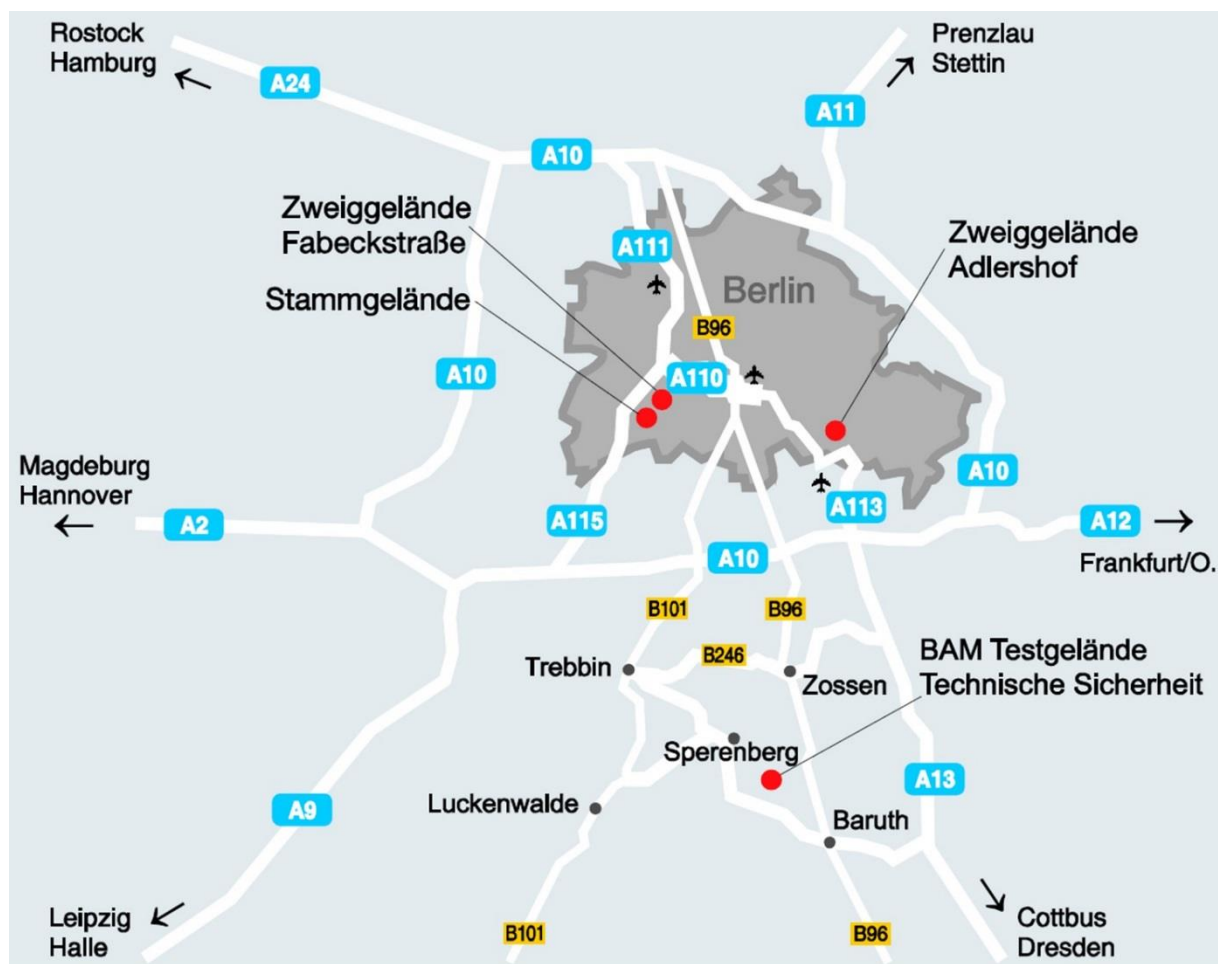 Rostock
Hamburg
A24
Prenzlau
Stettin
A11
A10
Zweiggelände
Fabeckstraße
A111
Zweiggelände
Adlershof
Stammgelände
Berlin
B96
A10
A110
Magdeburg
Hannover
A2
A115
A113
A10
A12
Frankfurt/O.
A10
B101
B96
B246
Trebbin
Zossen
BAM Testgelände
Technische Sicherheit
Sperenberg
A13
A9
Luckenwalde
Baruth
Leipzig
Halle
B101
B96
Cottbus
Dresden